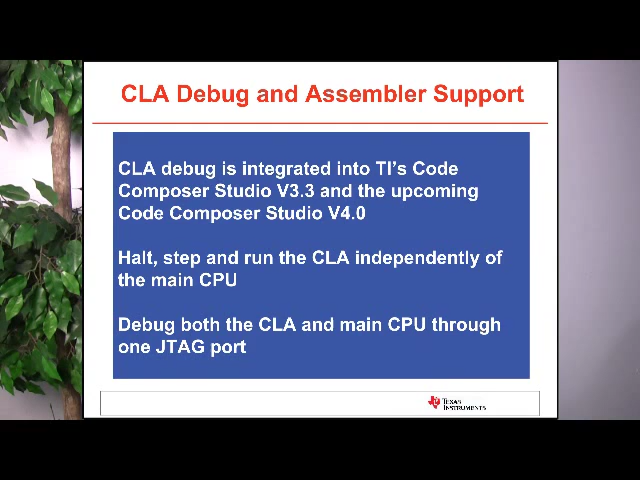 CLA Debug and Assembler Support
CLA debug is integrated into TI's Code
Composer Studio V3.3 and the upcoming
Code Composer Studio V4.0
Halt, step and run the CLA independently of
the main CPU
Debug both the CLA and main CPU through
one JTAG port
TEXAS
INSTRUMENTS